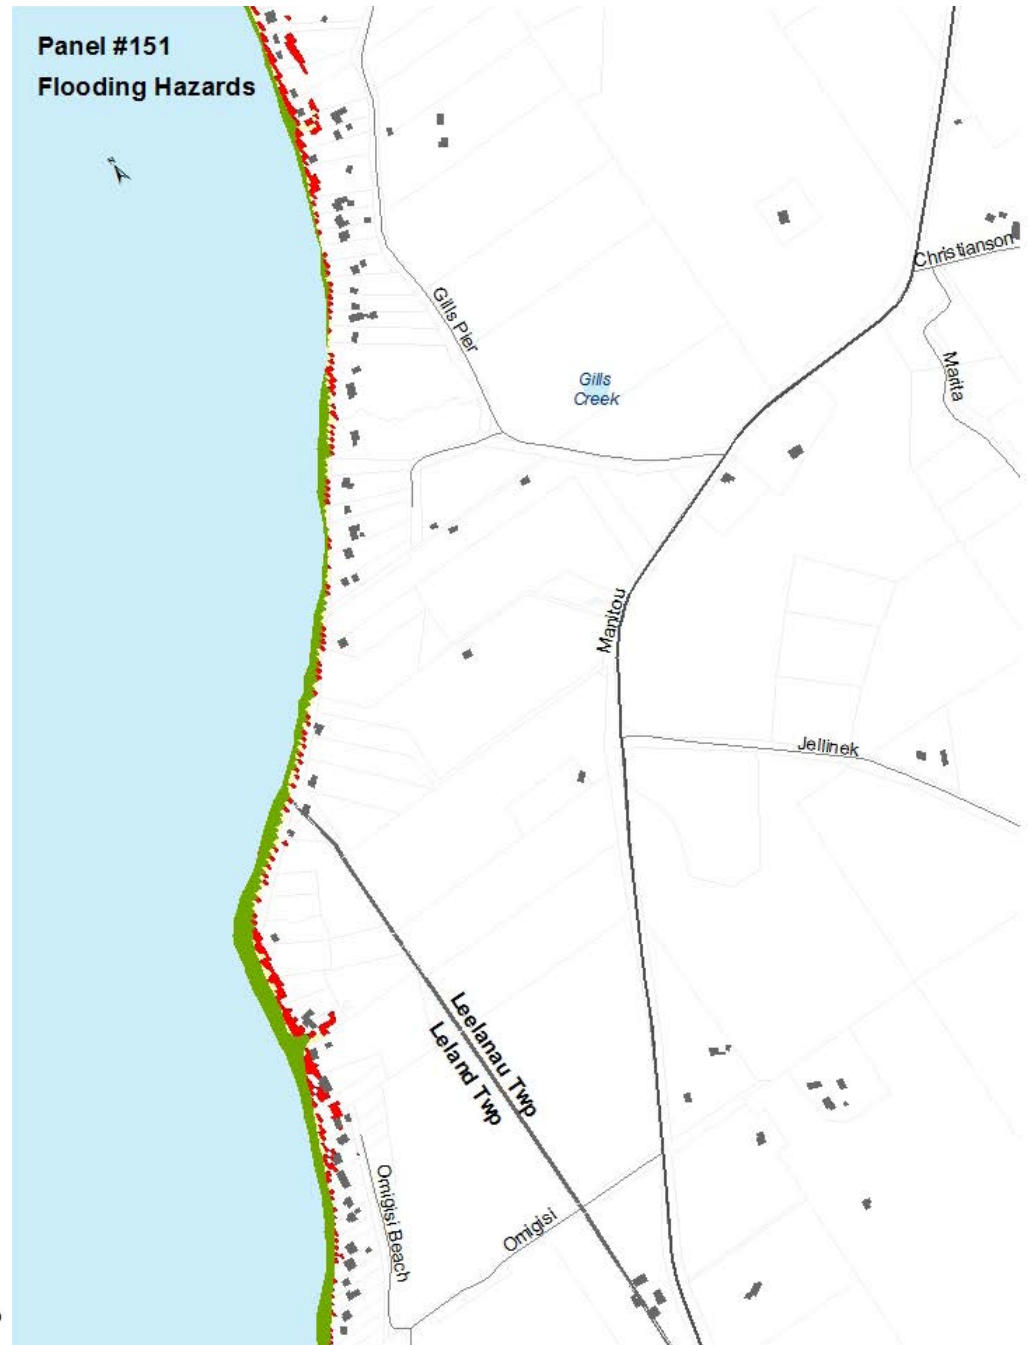 Panel #151
Flooding Hazards
N
Christianson
Gills Pier
Marita
Gills
Creek
Manitou
Jellinek
Leelanau Twp
Leland Twp
Omigisi Beach
Omigisi